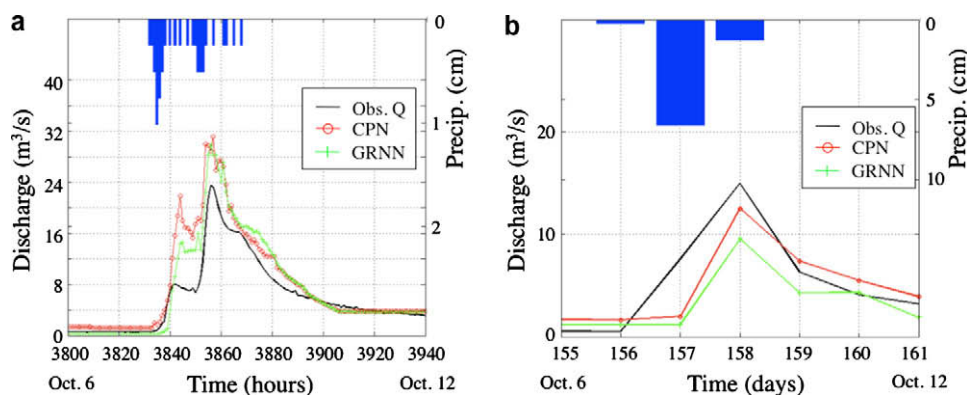 a
0
1
2
Precip. (cm)
40
32
24
16
8
0
Discharge (m³/s)
Obs. Q
CPN
GRNN
3800 3820 3840 3860 3880 3900 3920 3940
Oct. 6 Time (hours) Oct. 12
b
0
5
10
Precip. (cm)
20
10
0
Discharge (m³/s)
Obs. Q
CPN
GRNN
155 156 157 158 159 160 161
Oct. 6 Time (days) Oct. 12